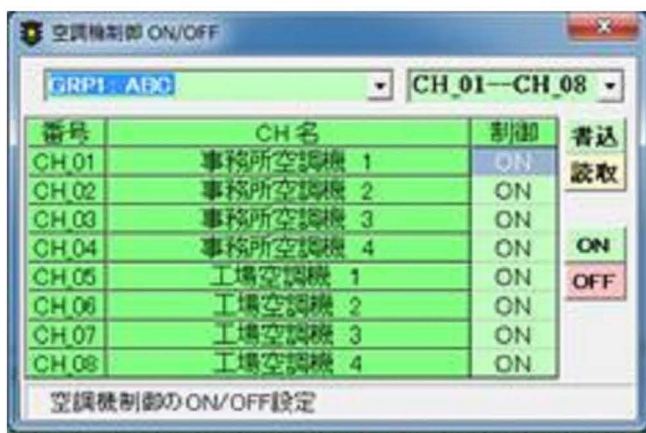 空調機制御 ON/OFF
GRP1 : ABC CH_01--CH_08
番号 CH名 制御 書込
CH_01 事務所空調機 1 ON 読取
CH_02 事務所空調機 2 ON
CH_03 事務所空調機 3 ON
CH_04 事務所空調機 4 ON ON
CH_05 工場空調機 1 ON OFF
CH_06 工場空調機 2 ON
CH_07 工場空調機 3 ON
CH_08 工場空調機 4 ON
空調機制御のON/OFF設定